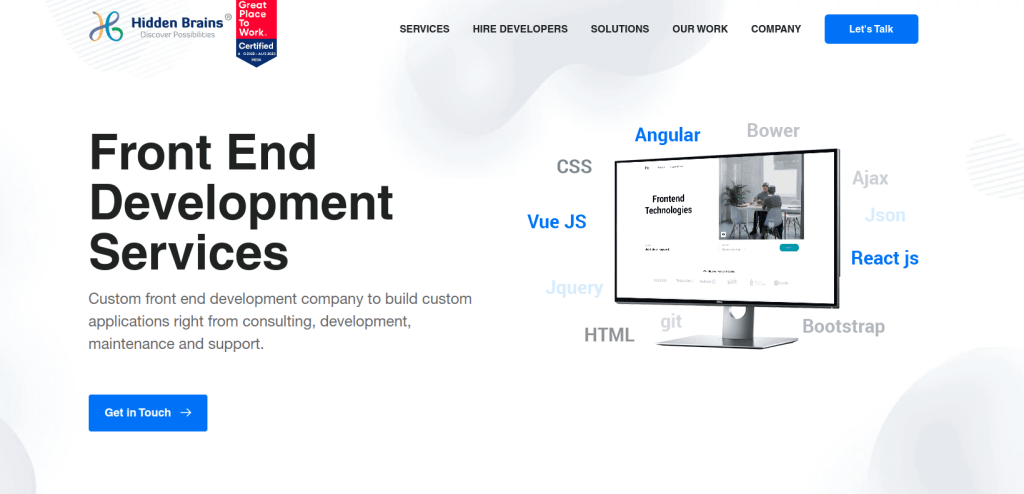 Hidden Brains®
Discover Possibilities
Great
Place
To
Work.
Certified
INDIA
SERVICES
HIRE DEVELOPERS
SOLUTIONS
OUR WORK
COMPANY
Let's Talk
Front End
Development
Services
Custom front end development company to build custom
applications right from consulting, development,
maintenance and support.
Get in Touch →
Angular
Bower
CSS
Ajax
Vue JS
Json
React js
Jquery
git
HTML
Bootstrap
Frontend
Technologies